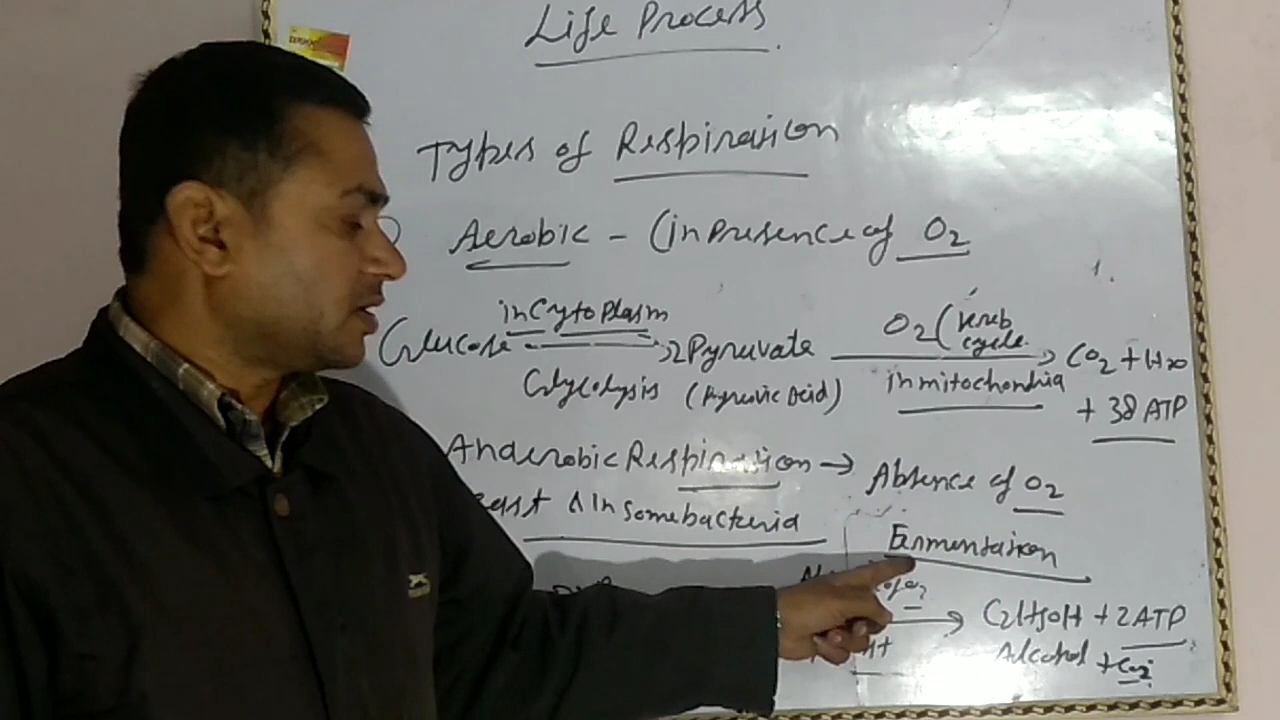 Life Process
Types of Respiration
Aerobic - (in Presence of O2
in Cytoplasm
Glucose → 2 Pyruvate
O2 (kreb cycle
CO2 + H2O
Glycolysis (Pyruvic Acid)
in mitochondria
+ 38 ATP
Anaerobic Respiration → Absence of O2
in some bacteria
Fermentation
of O2
→ C2H5OH + 2ATP
Alcohol + CO2